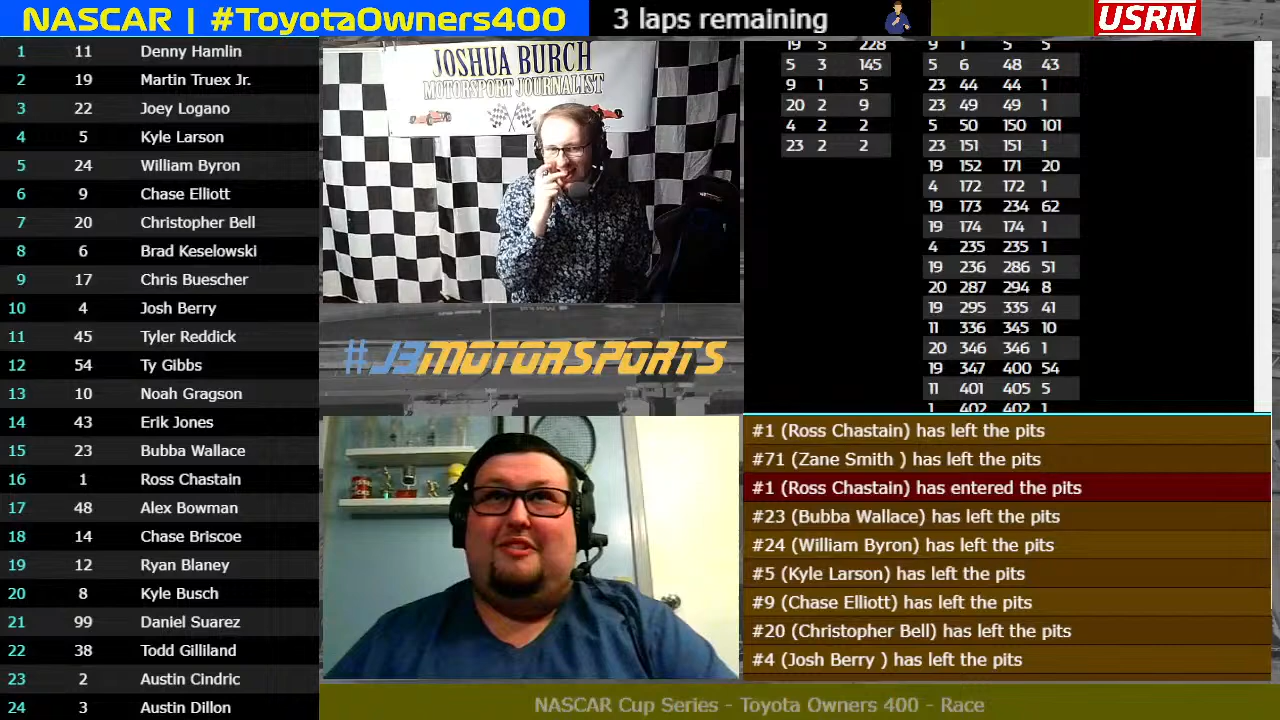 NASCAR | #ToyotaOwners400
3 laps remaining
USRN
1 11 Denny Hamlin
2 19 Martin Truex Jr.
3 22 Joey Logano
4 5 Kyle Larson
5 24 William Byron
6 9 Chase Elliott
7 20 Christopher Bell
8 6 Brad Keselowski
9 17 Chris Buescher
10 4 Josh Berry
11 45 Tyler Reddick
12 54 Ty Gibbs
13 10 Noah Gragson
14 43 Erik Jones
15 23 Bubba Wallace
16 1 Ross Chastain
17 48 Alex Bowman
18 14 Chase Briscoe
19 12 Ryan Blaney
20 8 Kyle Busch
21 99 Daniel Suarez
22 38 Todd Gilliland
23 2 Austin Cindric
24 3 Austin Dillon
JOSHUA BURCH
MOTORSPORT JOURNALIST
#JBMOTORSPORTS
19 5 228
5 3 145
9 1 5
20 2 9
4 2 2
23 2 2
9 1 5 5
5 6 48 43
23 44 44 1
23 49 49 1
5 50 150 101
23 151 151 1
19 152 171 20
4 172 172 1
19 173 234 62
19 174 174 1
4 235 235 1
19 236 286 51
20 287 294 8
19 295 335 41
11 336 345 10
20 346 346 1
19 347 400 54
11 401 405 5
1 402 402 1
#1 (Ross Chastain) has left the pits
#71 (Zane Smith ) has left the pits
#1 (Ross Chastain) has entered the pits
#23 (Bubba Wallace) has left the pits
#24 (William Byron) has left the pits
#5 (Kyle Larson) has left the pits
#9 (Chase Elliott) has left the pits
#20 (Christopher Bell) has left the pits
#4 (Josh Berry ) has left the pits
NASCAR Cup Series - Toyota Owners 400 - Race